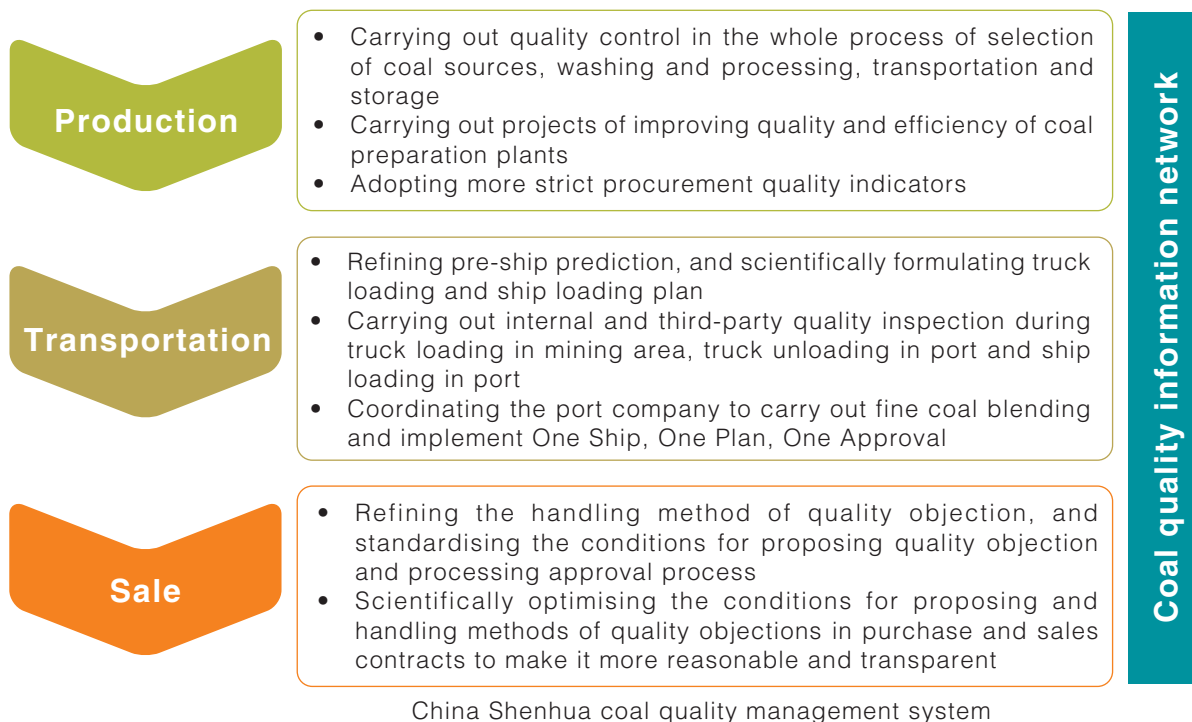 Production
• Carrying out quality control in the whole process of selection
of coal sources, washing and processing, transportation and
storage
• Carrying out projects of improving quality and efficiency of coal
preparation plants
• Adopting more strict procurement quality indicators
Transportation
• Refining pre-ship prediction, and scientifically formulating truck
loading and ship loading plan
• Carrying out internal and third-party quality inspection during
truck loading in mining area, truck unloading in port and ship
loading in port
• Coordinating the port company to carry out fine coal blending
and implement One Ship, One Plan, One Approval
Sale
• Refining the handling method of quality objection, and
standardising the conditions for proposing quality objection
and processing approval process
• Scientifically optimising the conditions for proposing and
handling methods of quality objections in purchase and sales
contracts to make it more reasonable and transparent
Coal quality information network
China Shenhua coal quality management system